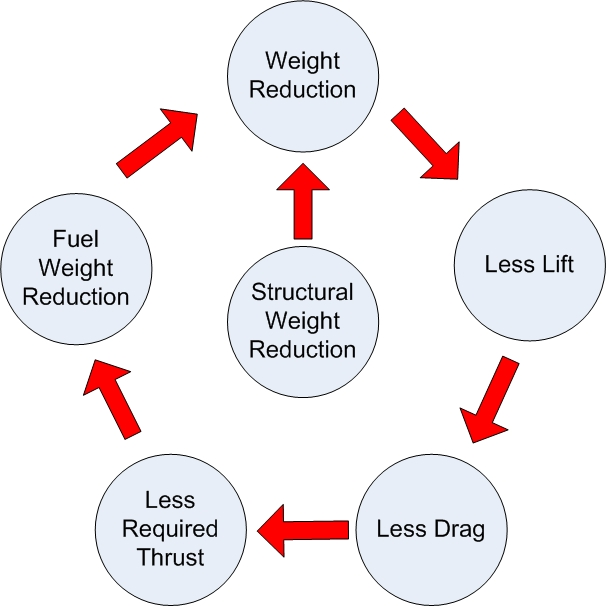 Weight
Reduction
Less Lift
Fuel
Weight
Reduction
Structural
Weight
Reduction
Less
Required
Thrust
Less Drag